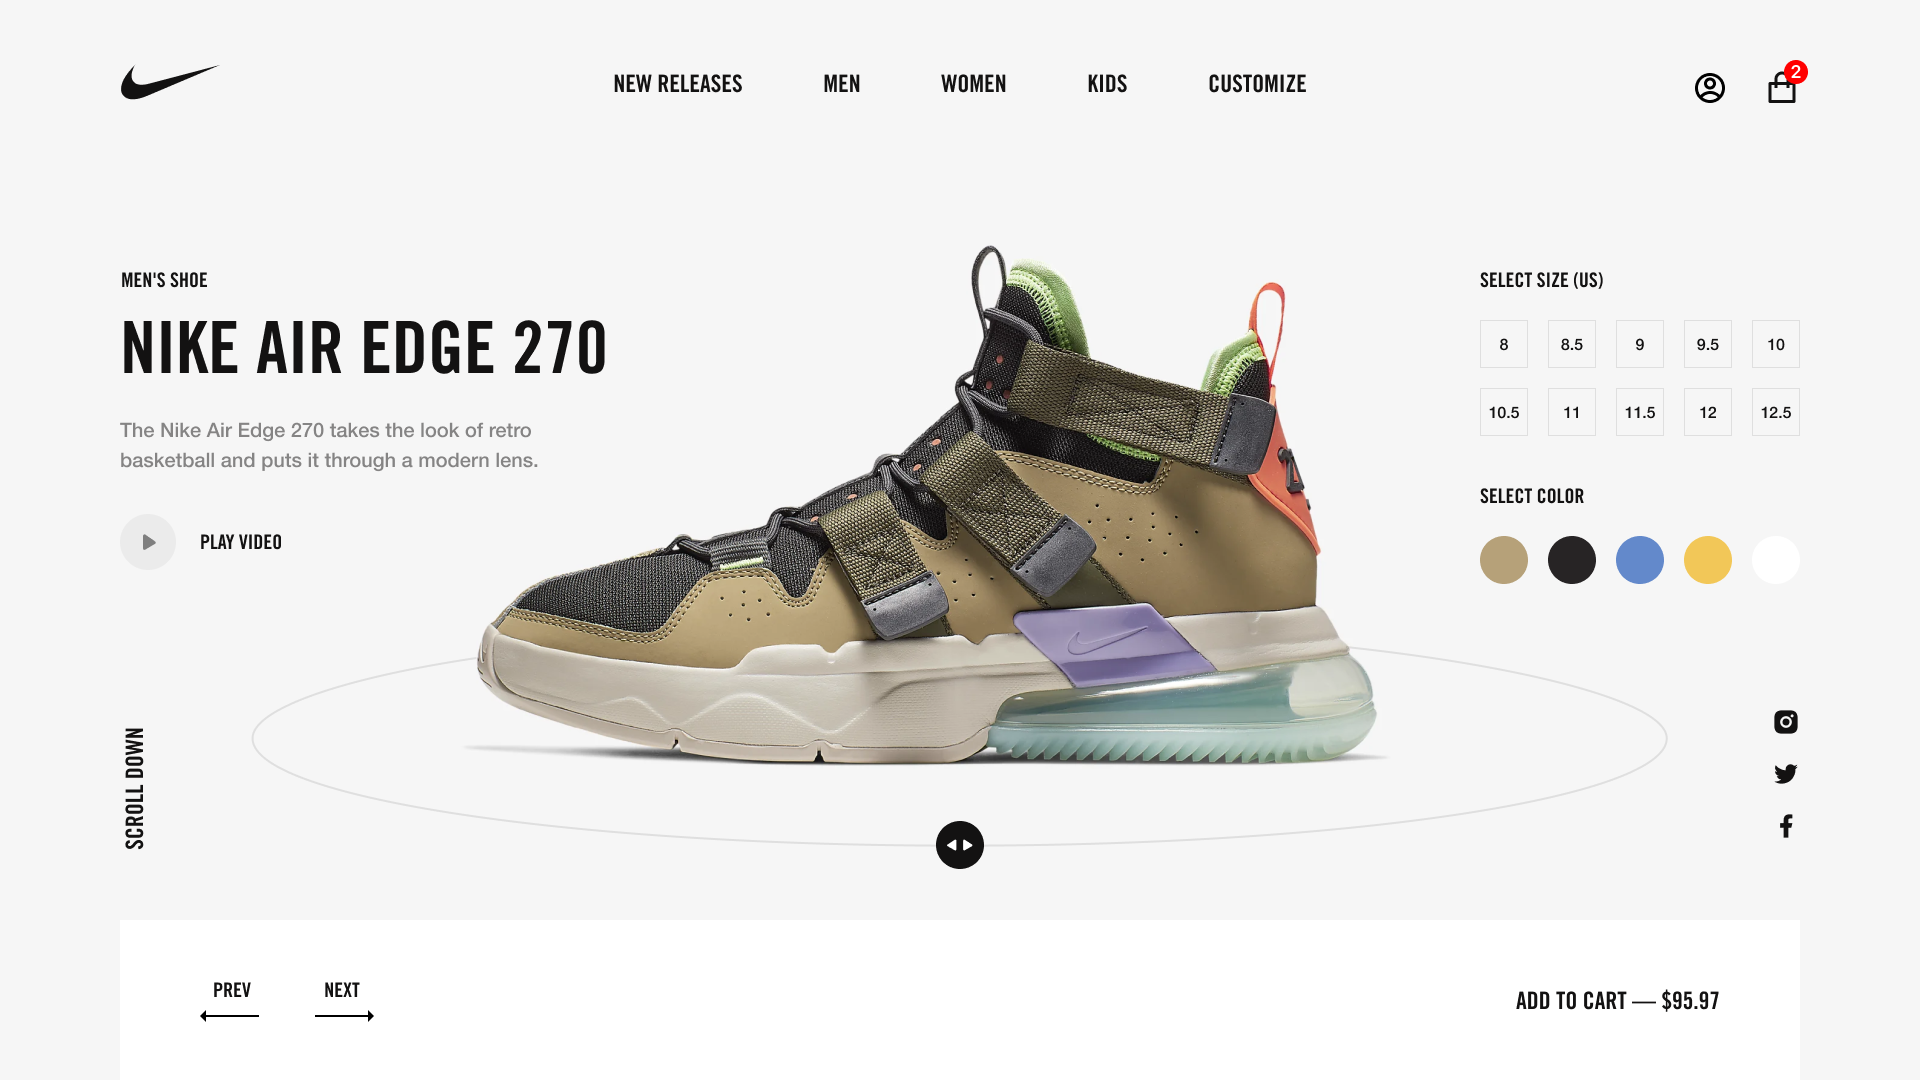 NEW RELEASES
MEN
WOMEN
KIDS
CUSTOMIZE
2
MEN'S SHOE
NIKE AIR EDGE 270
The Nike Air Edge 270 takes the look of retro
basketball and puts it through a modern lens.
PLAY VIDEO
SELECT SIZE (US)
8
8.5
9
9.5
10
10.5
11
11.5
12
12.5
SELECT COLOR
SCROLL DOWN
PREV
NEXT
ADD TO CART — $95.97